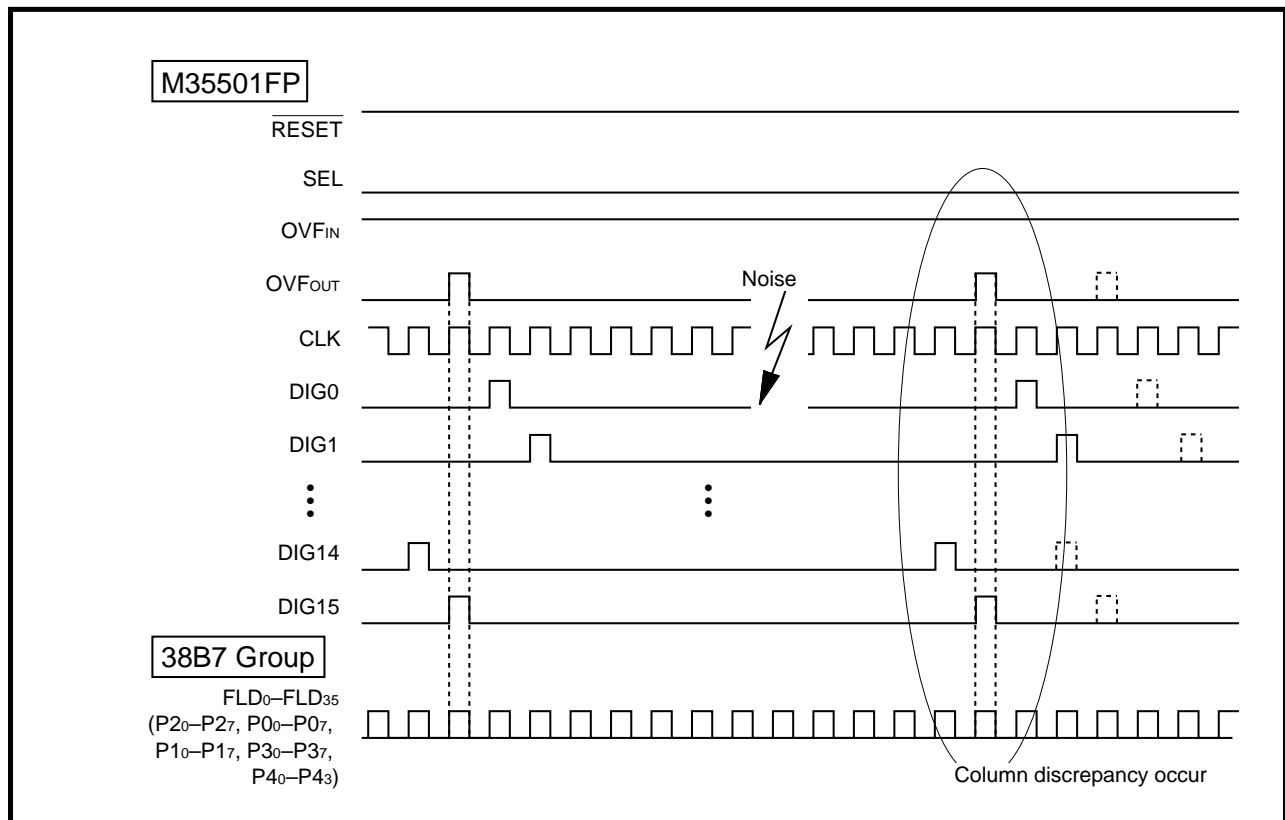 M35501FP
RESET
SEL
OVFIN
OVFOUT
Noise
CLK
DIG0
DIG1
DIG14
DIG15
38B7 Group
FLD0–FLD35
(P20–P27, P00–P07,
P10–P17, P30–P37,
P40–P43)
Column discrepancy occur